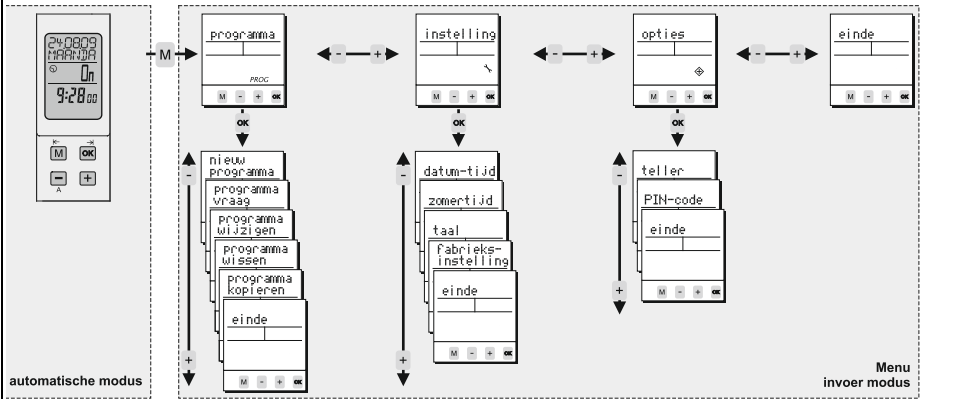 24.08.09
MAANDA
0n
9:28 00
M
OK
-
+
A
automatische modus
M
programma
PROG
M - + OK
- +
instelling
M - + OK
- +
opties
M - + OK
- +
einde
M - + OK
OK
OK
OK
-
nieuw
programma
programma
vraag
programma
wijzigen
programma
wissen
programma
kopieren
einde
M - + OK
+
-
datum-tijd
zomertijd
taal
fabrieks-
instelling
einde
M - + OK
+
-
teller
PIN-code
einde
M - + OK
+
Menu
invoer modus